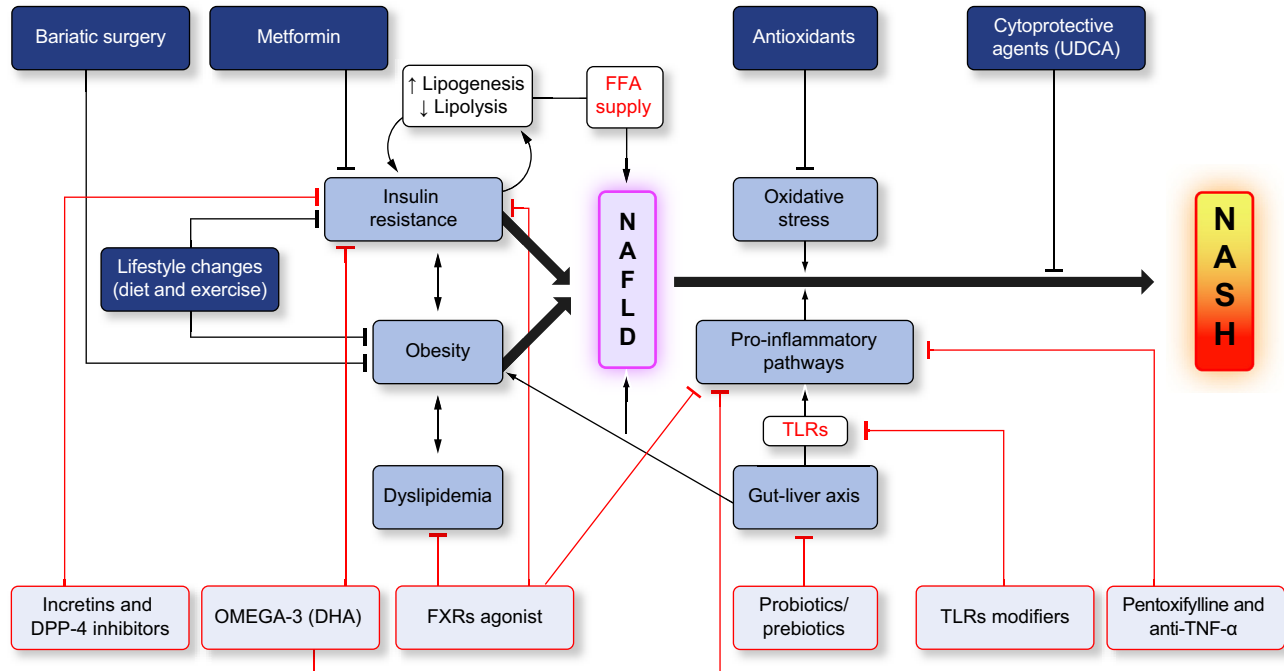 Bariatic surgery
Metformin
Antioxidants
Cytoprotective
agents (UDCA)
↑ Lipogenesis
↓ Lipolysis
FFA
supply
Insulin
resistance
N
A
F
L
D
Oxidative
stress
N
A
S
H
Lifestyle changes
(diet and exercise)
Obesity
Pro-inflammatory
pathways
TLRs
Dyslipidemia
Gut-liver axis
Incretins and
DPP-4 inhibitors
OMEGA-3 (DHA)
FXRs agonist
Probiotics/
prebiotics
TLRs modifiers
Pentoxifylline and
anti-TNF-α